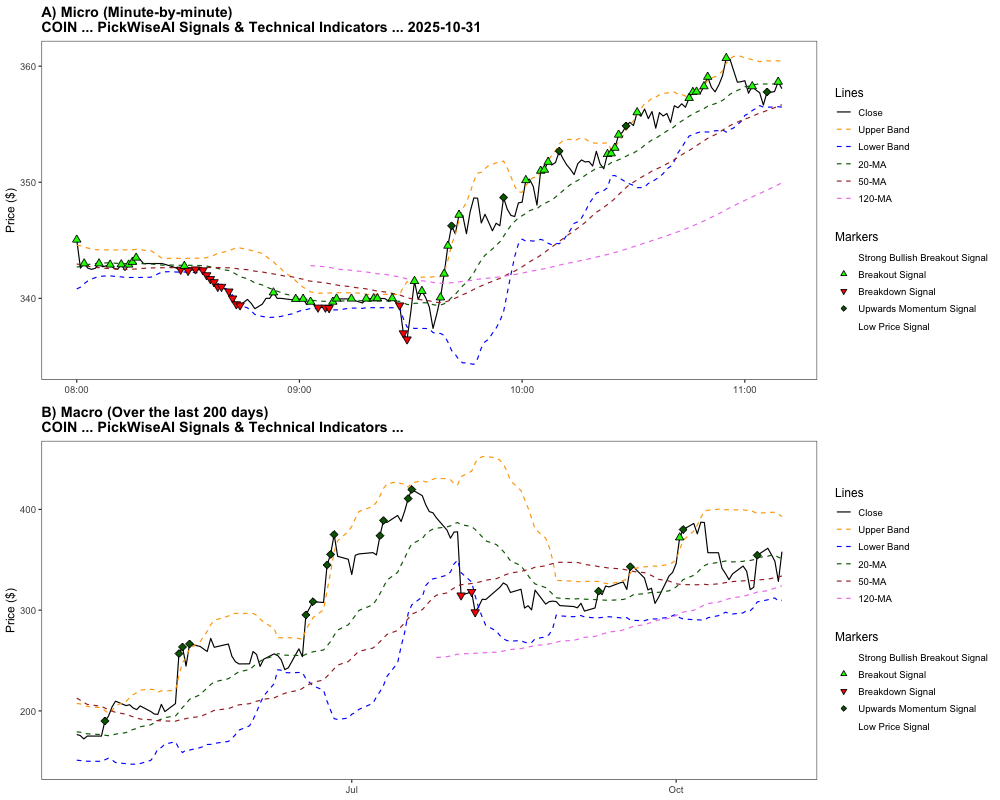 A) Micro (Minute-by-minute)
COIN ... PickWiseAI Signals & Technical Indicators ... 2025-10-31
Price ($)
360
350
340
08:00
09:00
10:00
11:00
Lines
Close
Upper Band
Lower Band
20-MA
50-MA
120-MA
Markers
Strong Bullish Breakout Signal
Breakout Signal
Breakdown Signal
Upwards Momentum Signal
Low Price Signal
B) Macro (Over the last 200 days)
COIN ... PickWiseAI Signals & Technical Indicators ...
Price ($)
400
300
200
Jul
Oct
Lines
Close
Upper Band
Lower Band
20-MA
50-MA
120-MA
Markers
Strong Bullish Breakout Signal
Breakout Signal
Breakdown Signal
Upwards Momentum Signal
Low Price Signal